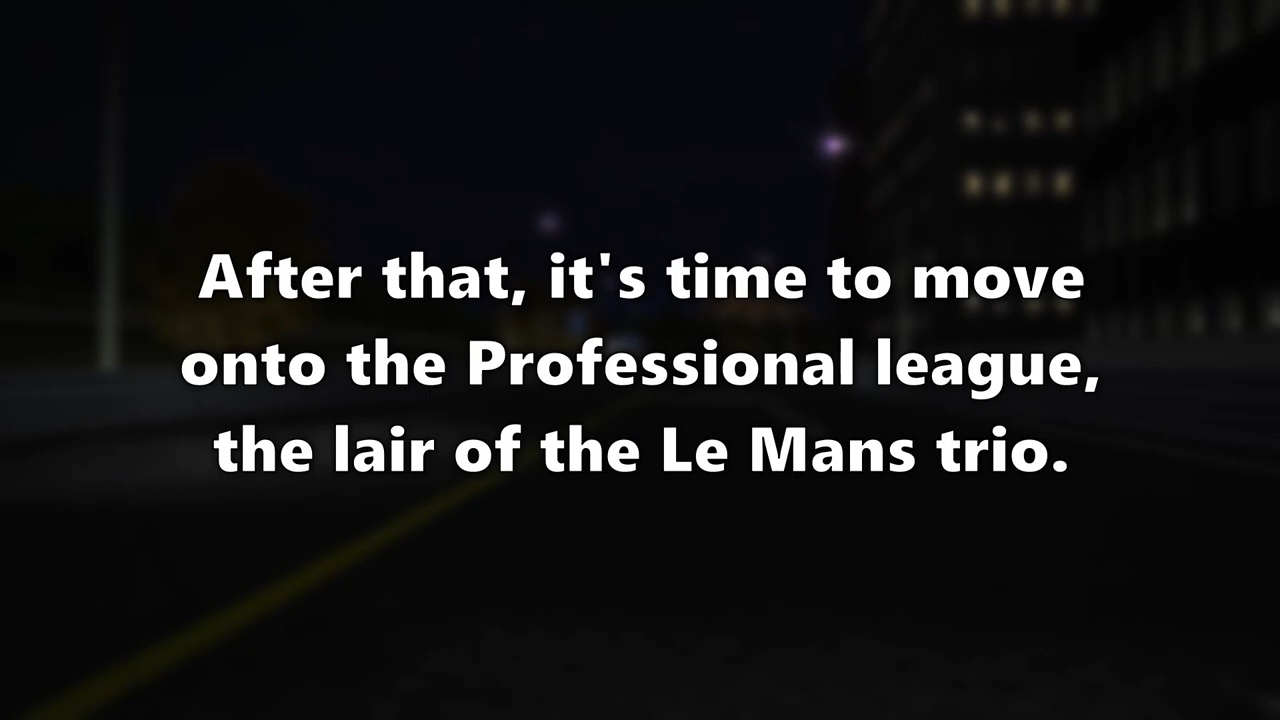 After that, it's time to move
onto the Professional league,
the lair of the Le Mans trio.